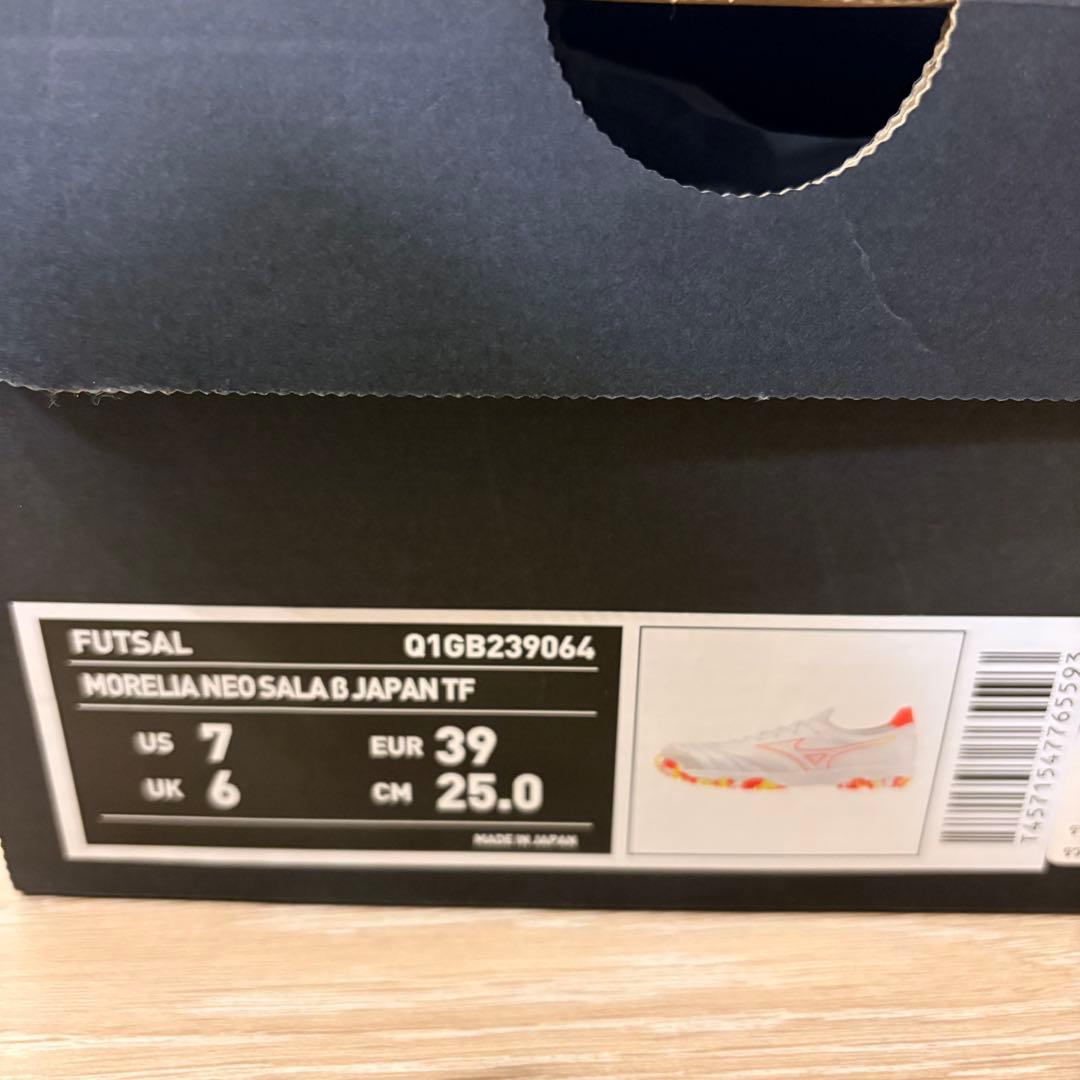 FUTSAL Q1GB239064
MORELIA NEO SALA ß JAPAN TF
US 7 EUR 39
UK 6 CM 25.0
MADE IN JAPAN